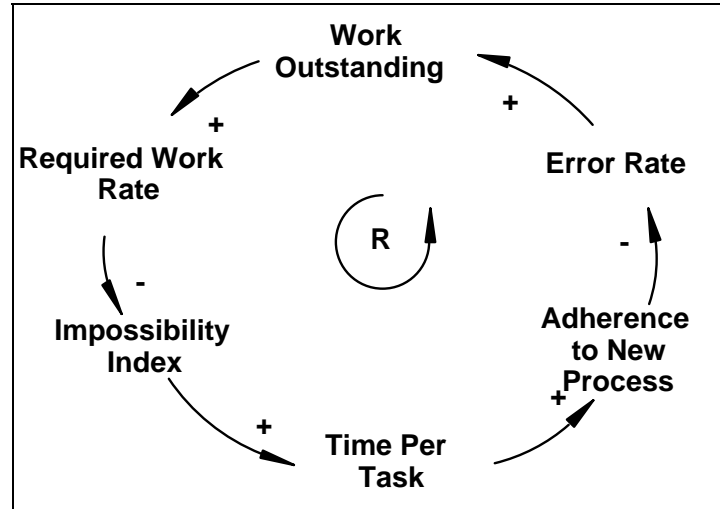 Work
Outstanding
+
+
Required Work
Rate
Error Rate
R
-
-
Impossibility
Index
Adherence
to New
Process
+
+
Time Per
Task